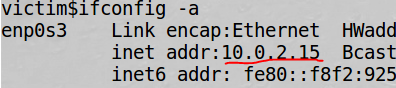 victim$ifconfig -a
enp0s3    Link encap:Ethernet  HWadd
          inet addr:10.0.2.15  Bcast
          inet6 addr: fe80::f8f2:925